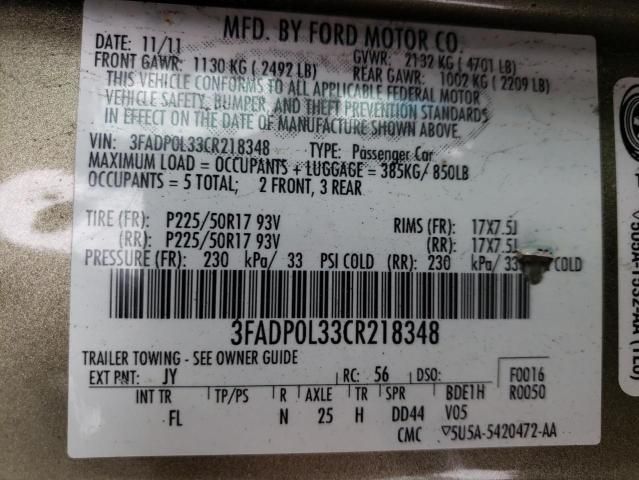 MFD. BY FORD MOTOR CO.
DATE: 11/11 GVWR: 2132 KG ( 4701 LB)
FRONT GAWR: 1130 KG ( 2492 LB) REAR GAWR: 1002 KG ( 2209 LB)
THIS VEHICLE CONFORMS TO ALL APPLICABLE FEDERAL MOTOR
VEHICLE SAFETY, BUMPER, AND THEFT PREVENTION STANDARDS
IN EFFECT ON THE DATE OF MANUFACTURE SHOWN ABOVE.
VIN: 3FADP0L33CR218348 TYPE: Passenger Car
MAXIMUM LOAD = OCCUPANTS + LUGGAGE = 385KG/ 850LB
OCCUPANTS = 5 TOTAL; 2 FRONT, 3 REAR
TIRE (FR): P225/50R17 93V RIMS (FR): 17X7.5J
(RR): P225/50R17 93V (RR): 17X7.5J
PRESSURE (FR): 230 kPa/ 33 PSI COLD (RR): 230 kPa/ 33 COLD
3FADP0L33CR218348
TRAILER TOWING - SEE OWNER GUIDE
EXT PNT: JY RC: 56 DSO: F0016
INT TR TP/PS R AXLE TR SPR BDE1H R0050
FL N 25 H DD44 V05
CMC ▽5U5A-5420472-AA